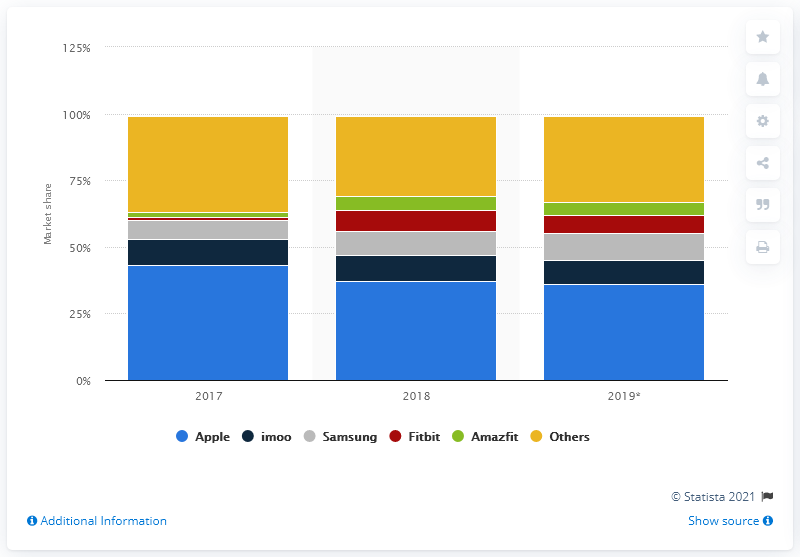 125%
100%
75%
50%
25%
0%
Market share
2017 2018 2019*
Apple imoo Samsung Fitbit Amazfit Others
© Statista 2021
Additional Information Show source